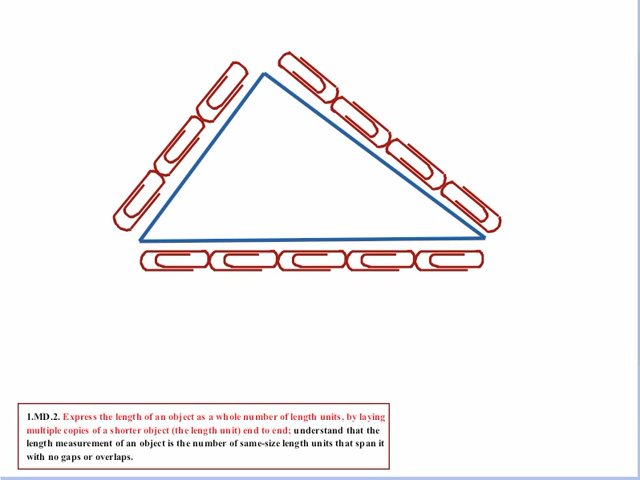 1.MD.2. Express the length of an object as a whole number of length units, by laying
multiple copies of a shorter object (the length unit) end to end; understand that the
length measurement of an object is the number of same-size length units that span it
with no gaps or overlaps.